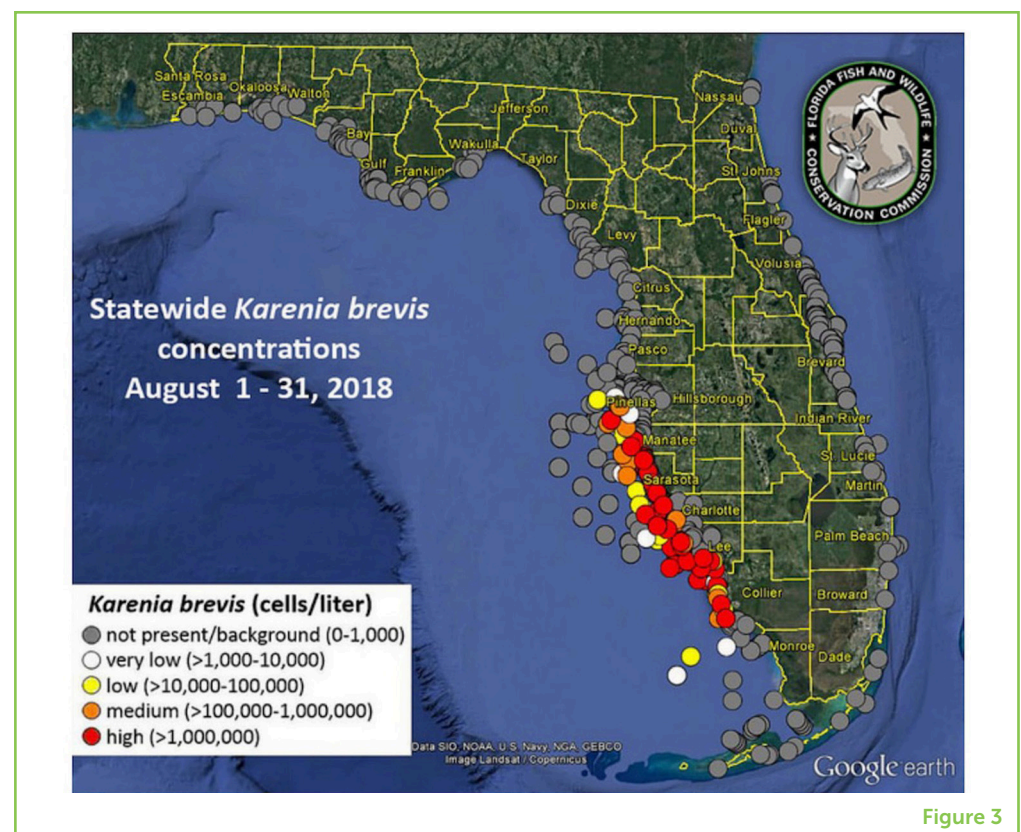 Santa Rosa
Escambia
Okaloosa
Walton
Bay
Gulf
Franklin
Wakulla
Jefferson
Taylor
Dixie
Levy
Citrus
Hernando
Pasco
Pinellas
Hillsborough
Manatee
Sarasota
Charlotte
Lee
Collier
Monroe
Dade
Broward
Palm Beach
Martin
St. Lucie
Indian River
Brevard
Volusia
Flagler
St. Johns
Duval
Nassau
FLORIDA FISH AND WILDLIFE
CONSERVATION COMMISSION
Statewide Karenia brevis
concentrations
August 1 - 31, 2018
Karenia brevis (cells/liter)
not present/background (0-1,000)
very low (>1,000-10,000)
low (>10,000-100,000)
medium (>100,000-1,000,000)
high (>1,000,000)
Data SIO, NOAA, U.S. Navy, NGA, GEBCO
Image Landsat / Copernicus
Google earth
Figure 3